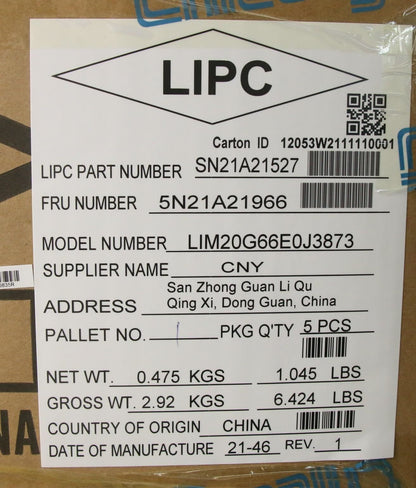 LIPC
Carton ID 12053W2111110001
LIPC PART NUMBER SN21A21527
FRU NUMBER 5N21A21966
MODEL NUMBER LIM20G66E0J3873
SUPPLIER NAME CNY
San Zhong Guan Li Qu
ADDRESS Qing Xi, Dong Guan, China
PALLET NO. 1 PKG Q'TY 5 PCS
NET WT. 0.475 KGS 1.045 LBS
GROSS WT. 2.92 KGS 6.424 LBS
COUNTRY OF ORIGIN CHINA
DATE OF MANUFACTURE 21-46 REV. 1